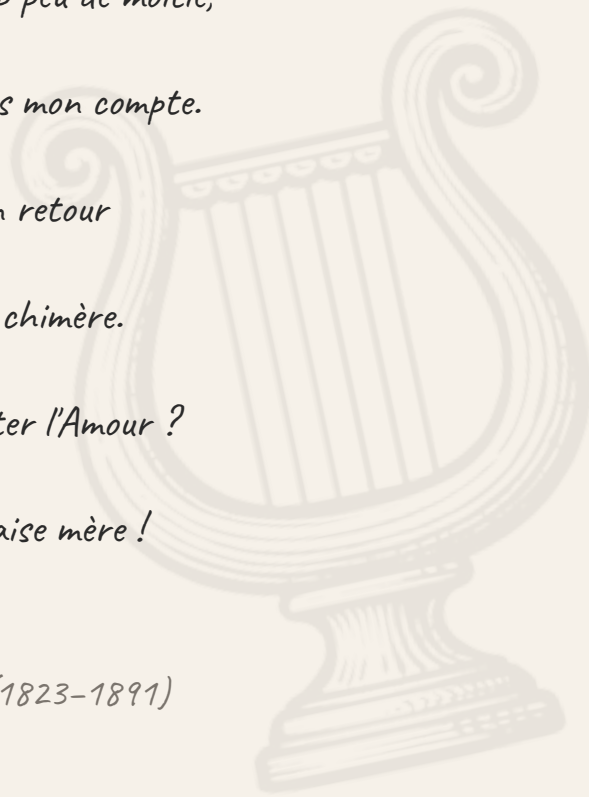 peu de moitié,
s mon compte.
n retour
chimère.
ter l'Amour ?
aise mère !
(1823-1891)